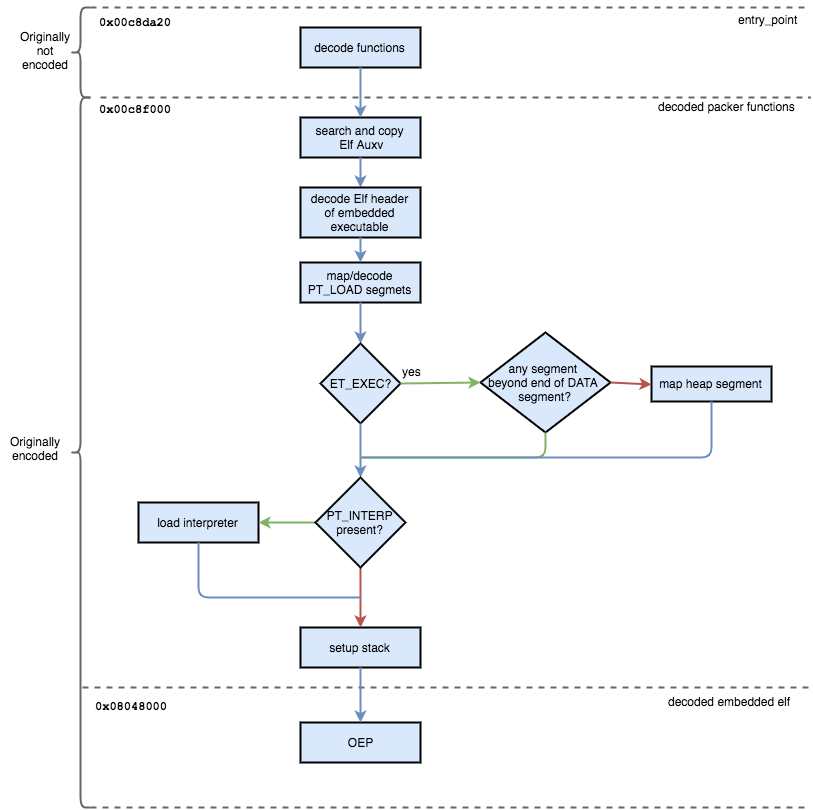 0x00c8da20
entry_point
Originally
not
encoded
decode functions
0x00c8f000
decoded packer functions
search and copy
Elf Auxv
decode Elf header
of embedded
executable
map/decode
PT_LOAD segmets
ET_EXEC?
yes
any segment
beyond end of DATA
segment?
map heap segment
Originally
encoded
PT_INTERP
present?
load interpreter
setup stack
0x08048000
decoded embedded elf
OEP